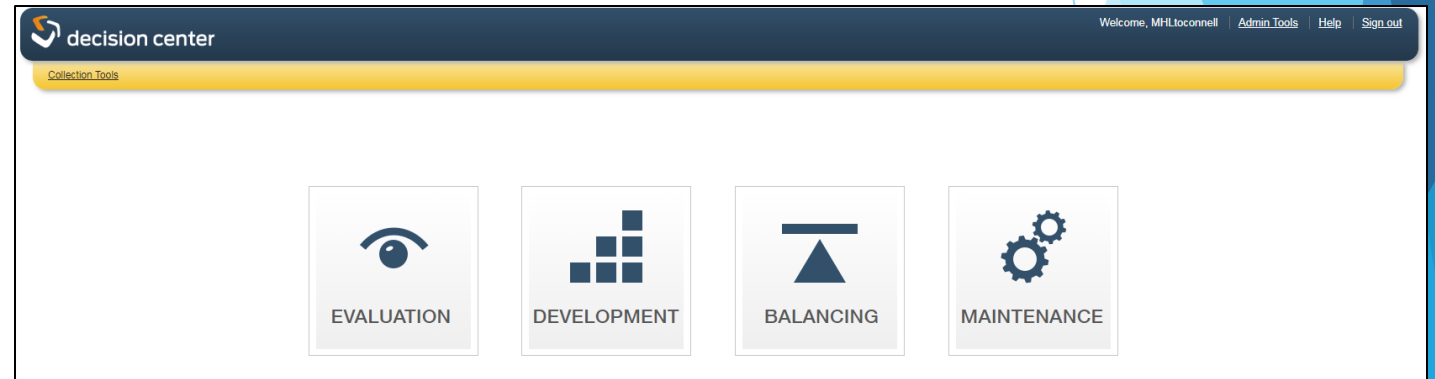 decision center
Welcome, MHLtoconnell Admin Tools Help Sign out
Collection Tools
EVALUATION DEVELOPMENT BALANCING MAINTENANCE